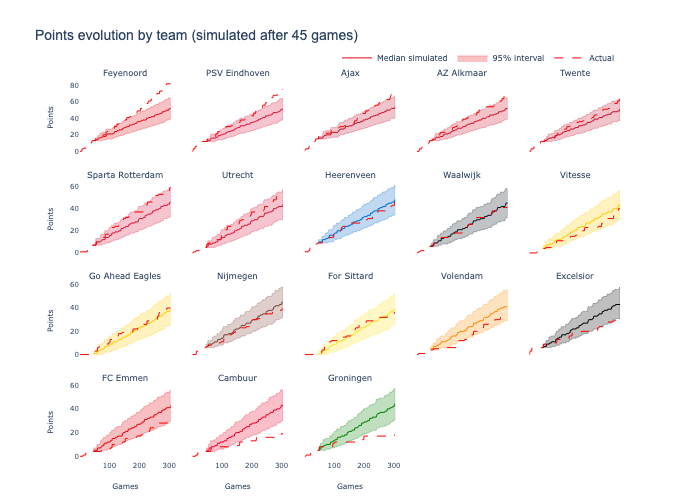 Points evolution by team (simulated after 45 games)
Median simulated 95% interval Actual
Feyenoord PSV Eindhoven Ajax AZ Alkmaar Twente
80
60
40
20
0
Points
Sparta Rotterdam Utrecht Heerenveen Waalwijk Vitesse
60
40
20
0
Points
Go Ahead Eagles Nijmegen For Sittard Volendam Excelsior
60
40
20
0
Points
FC Emmen Cambuur Groningen
60
40
20
0
Points
100 200 300 100 200 300 100 200 300
Games Games Games